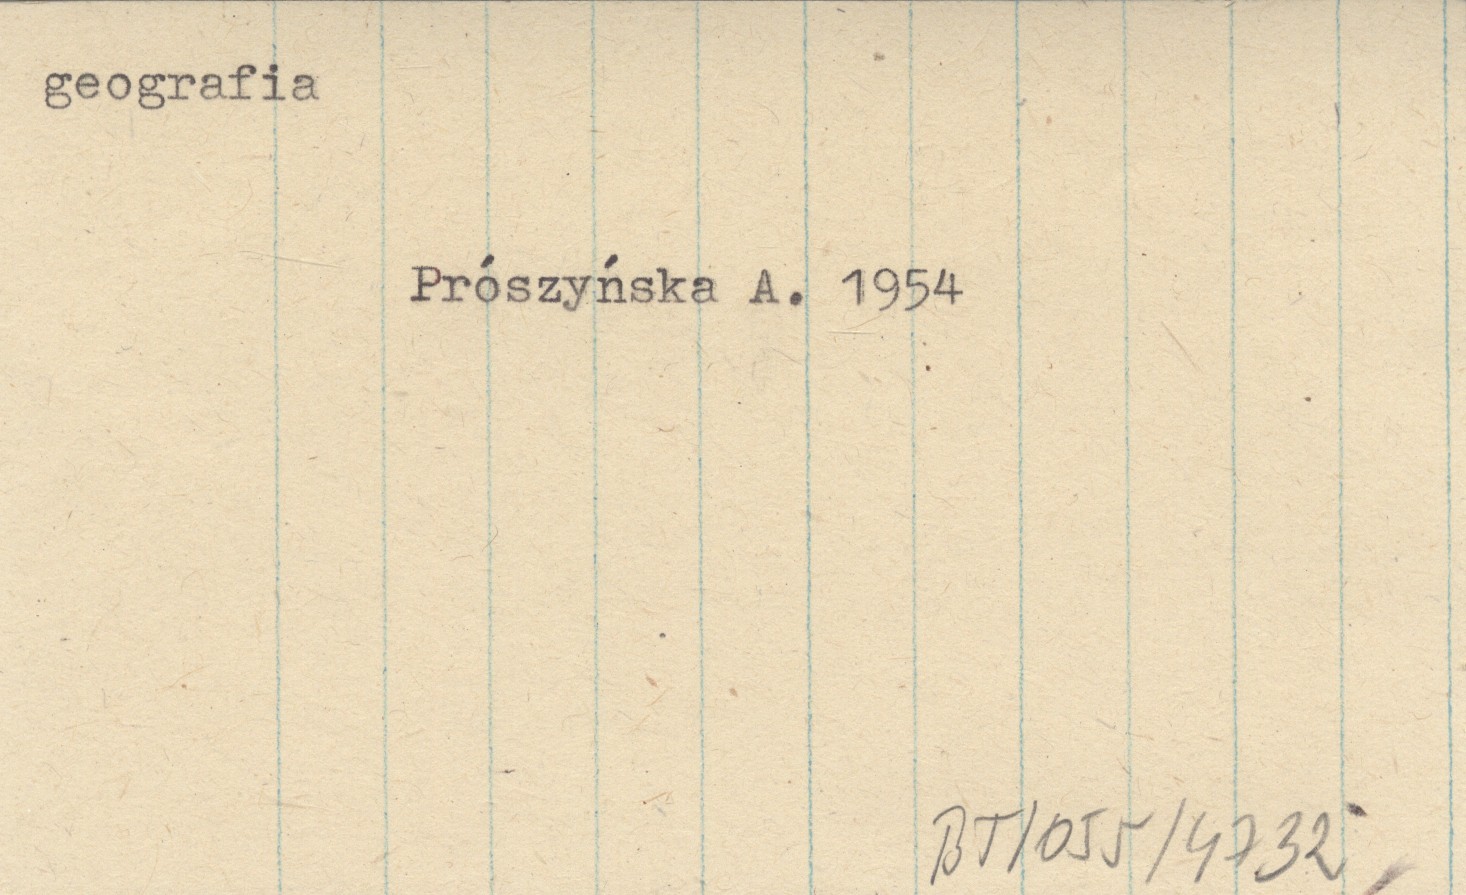 geografia
Prószyńska A. 1954
BT/055/4732